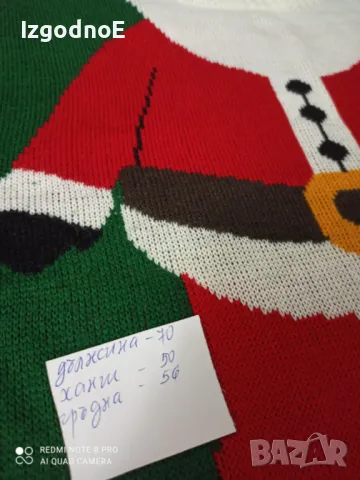 IzgodnoE
дължина - 70
ханш - 50
гръдна = 56
REDMI NOTE 8 PRO
AI QUAD CAMERA
BAZAR